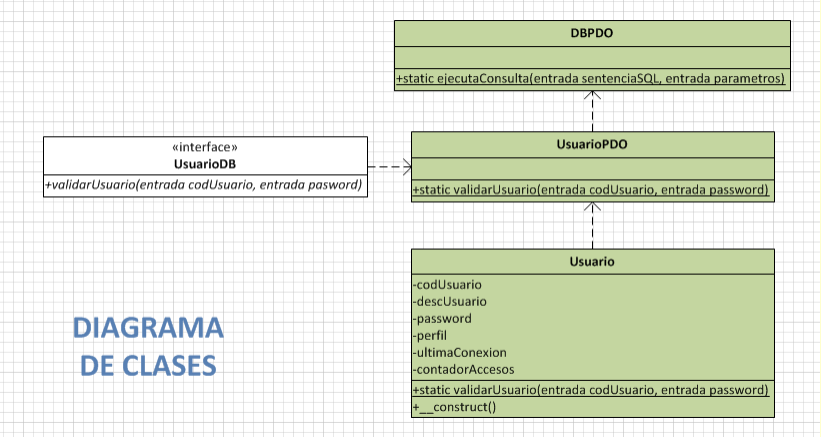 DBPDO
+static ejecutaConsulta(entrada sentenciaSQL, entrada parametros)
«interface»
UsuarioDB
+validarUsuario(entrada codUsuario, entrada pasword)
UsuarioPDO
+static validarUsuario(entrada codUsuario, entrada password)
Usuario
-codUsuario
-descUsuario
-password
-perfil
-ultimaConexion
-contadorAccesos
+static validarUsuario(entrada codUsuario, entrada password)
+__construct()
DIAGRAMA
DE CLASES